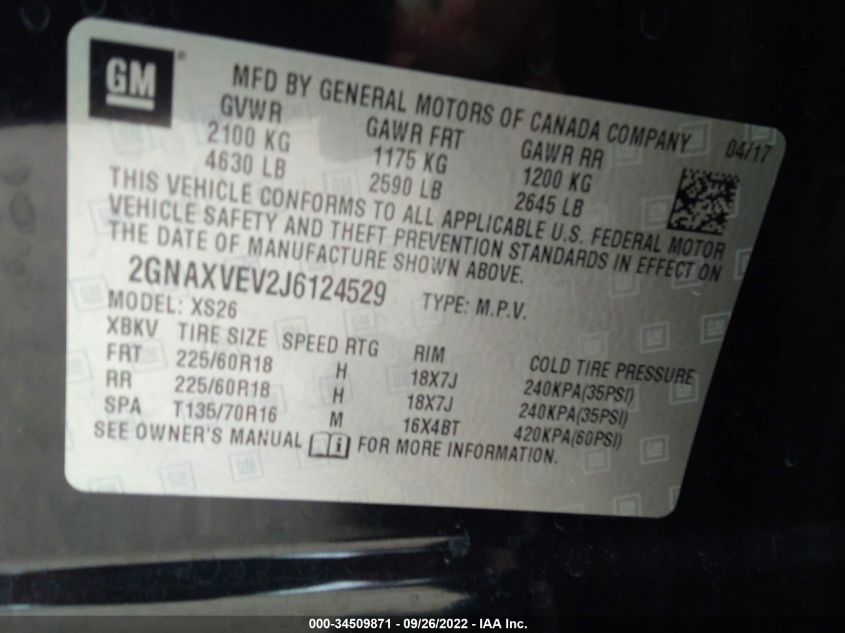 GM
MFD BY GENERAL MOTORS OF CANADA COMPANY
04/17
GVWR GAWR FRT GAWR RR
2100 KG 1175 KG 1200 KG
4630 LB 2590 LB 2645 LB
THIS VEHICLE CONFORMS TO ALL APPLICABLE U.S. FEDERAL MOTOR
VEHICLE SAFETY AND THEFT PREVENTION STANDARDS IN EFFECT ON
THE DATE OF MANUFACTURE SHOWN ABOVE.
2GNAXVEV2J6124529 TYPE: M.P.V.
MODEL: XS26
XBKV TIRE SIZE SPEED RTG RIM COLD TIRE PRESSURE
FRT 225/60R18 H 18X7J 240KPA(35PSI)
RR 225/60R18 H 18X7J 240KPA(35PSI)
SPA T135/70R16 M 16X4BT 420KPA(60PSI)
SEE OWNER'S MANUAL FOR MORE INFORMATION.
000-34509871 - 09/26/2022 - IAA Inc.